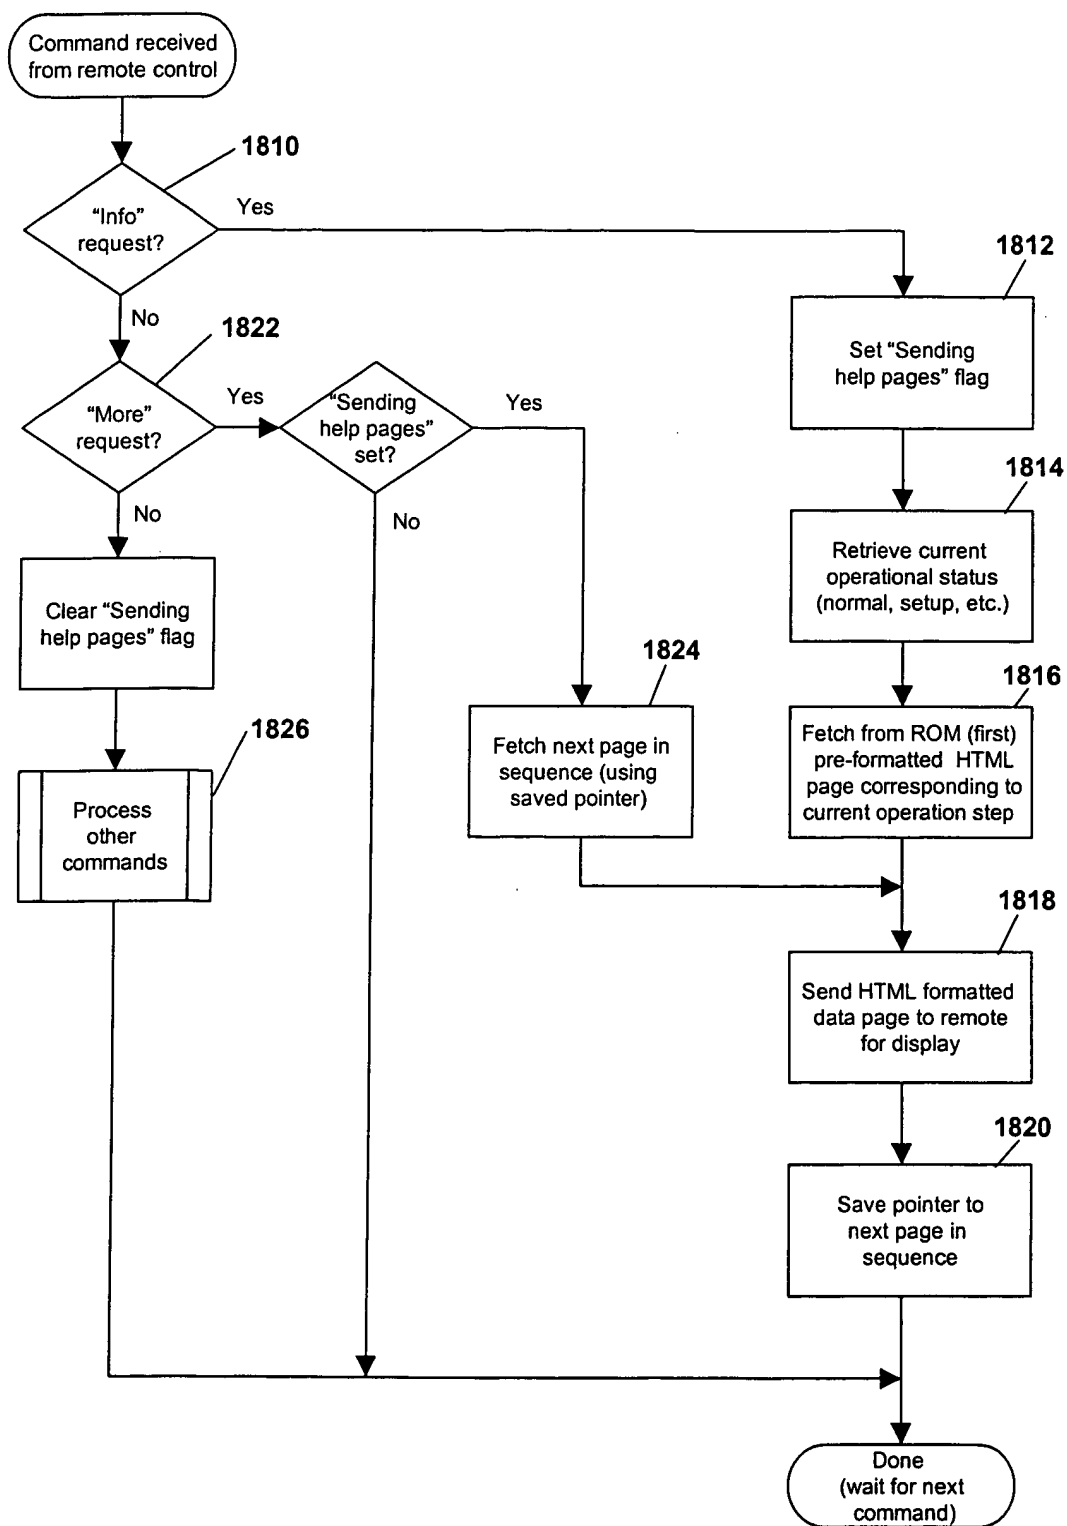 Command received
from remote control
1810
"Info"
request?
Yes
No
1812
Set "Sending
help pages" flag
1822
"More"
request?
Yes
No
"Sending
help pages"
set?
Yes
No
1814
Retrieve current
operational status
(normal, setup, etc.)
Clear "Sending
help pages" flag
1824
Fetch next page in
sequence (using
saved pointer)
1816
Fetch from ROM (first)
pre-formatted HTML
page corresponding to
current operation step
1826
Process
other
commands
1818
Send HTML formatted
data page to remote
for display
1820
Save pointer to
next page in
sequence
Done
(wait for next
command)